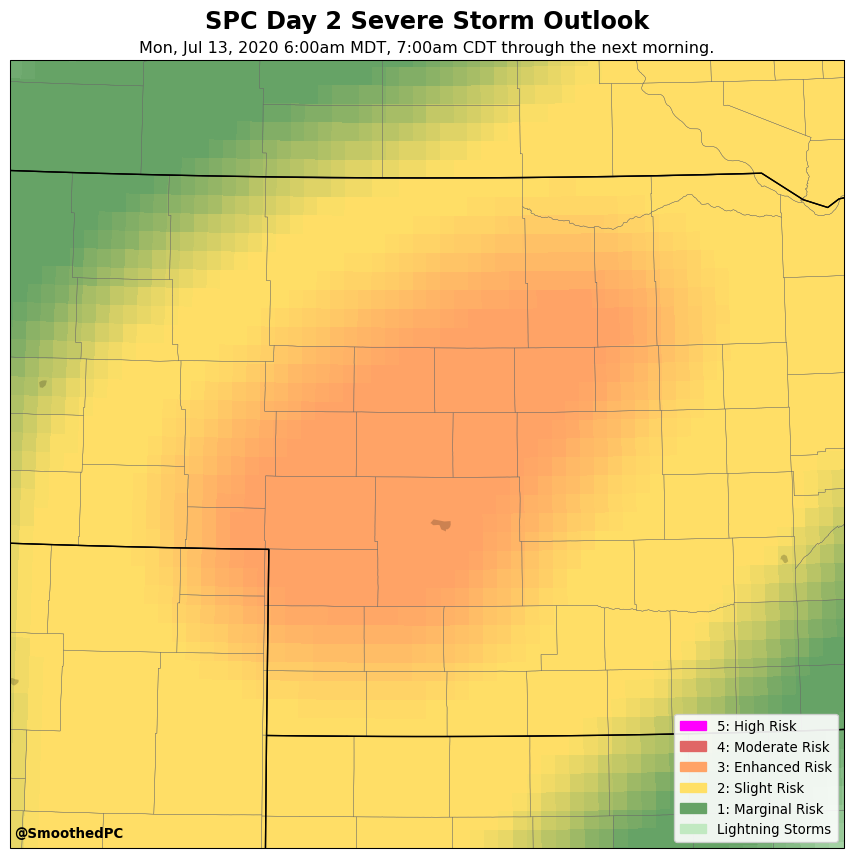 SPC Day 2 Severe Storm Outlook
Mon, Jul 13, 2020 6:00am MDT, 7:00am CDT through the next morning.
5: High Risk
4: Moderate Risk
3: Enhanced Risk
2: Slight Risk
1: Marginal Risk
Lightning Storms
@SmoothedPC